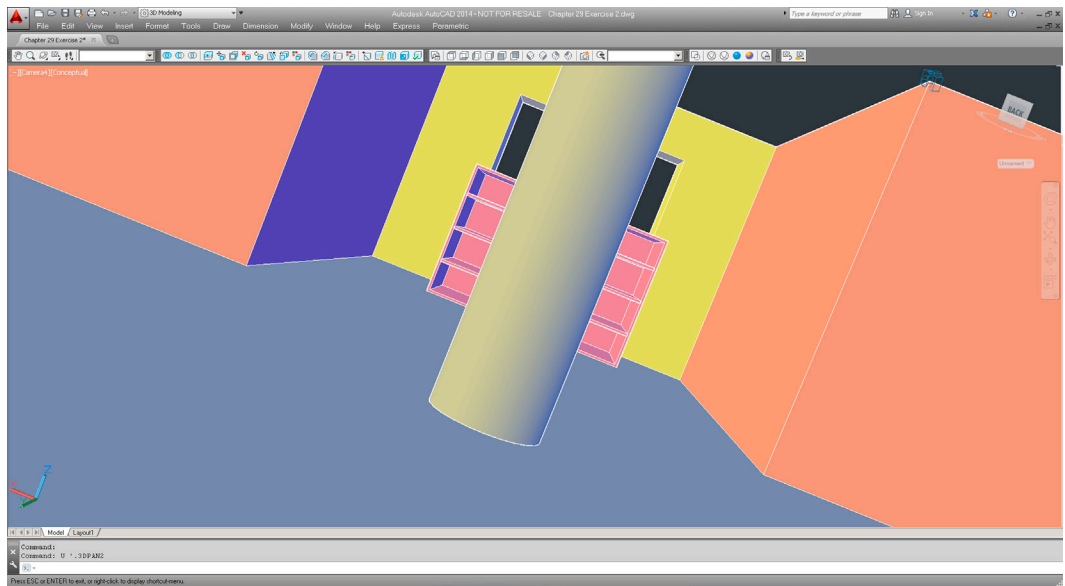 3D Modeling
Autodesk AutoCAD 2014 - NOT FOR RESALE Chapter 29 Exercise 2.dwg
Type a keyword or phrase
Sign In
File Edit View Insert Format Tools Draw Dimension Modify Window Help Express Parametric
Chapter 29 Exercise 2*
[-][Camera4][Conceptual]
BACK
Unnamed
Z
Model Layout1
Command:
Command: U '.3DPAN2
Press ESC or ENTER to exit, or right-click to display shortcut-menu.